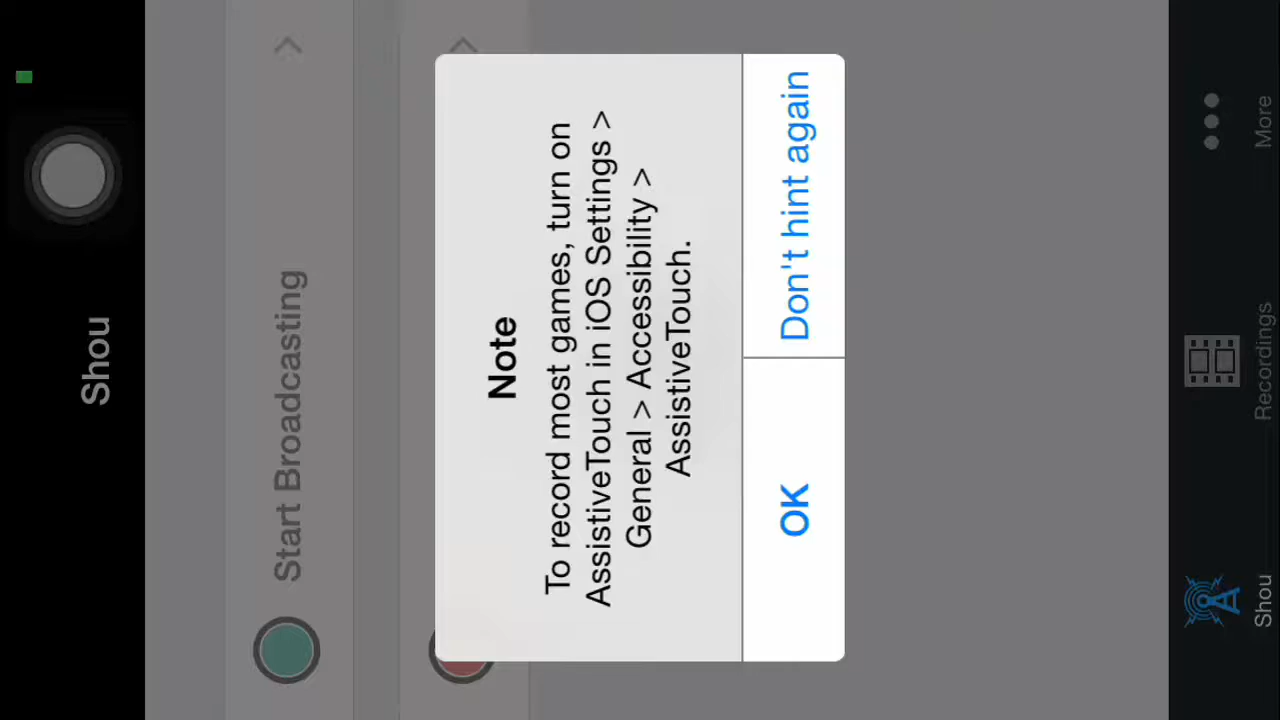 Shou
Start Broadcasting
Note
To record most games, turn on
AssistiveTouch in iOS Settings >
General > Accessibility >
AssistiveTouch.
OK
Don't hint again
Shou
Recordings
More